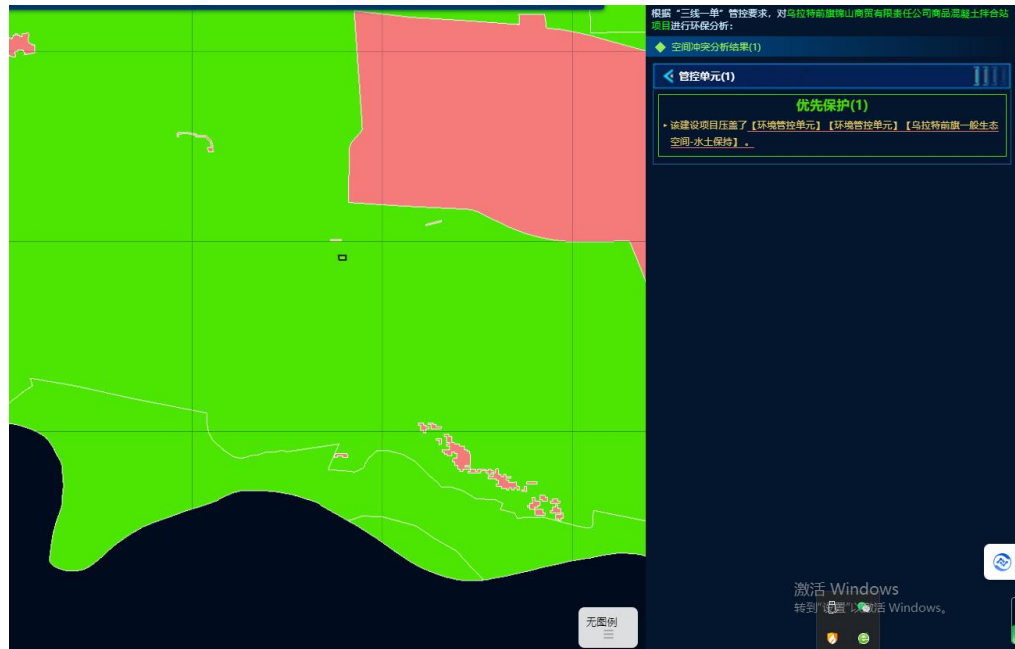 根据“三线一单”管控要求，对乌拉特前旗锦山商贸有限责任公司商品混凝土拌合站
项目进行环保分析：
空间冲突分析结果(1)
管控单元(1)
优先保护(1)
该建设项目压盖了【环境管控单元】【环境管控单元】【乌拉特前旗一般生态
空间-水土保持】。
无图例
激活 Windows
转到“设置”以激活 Windows。